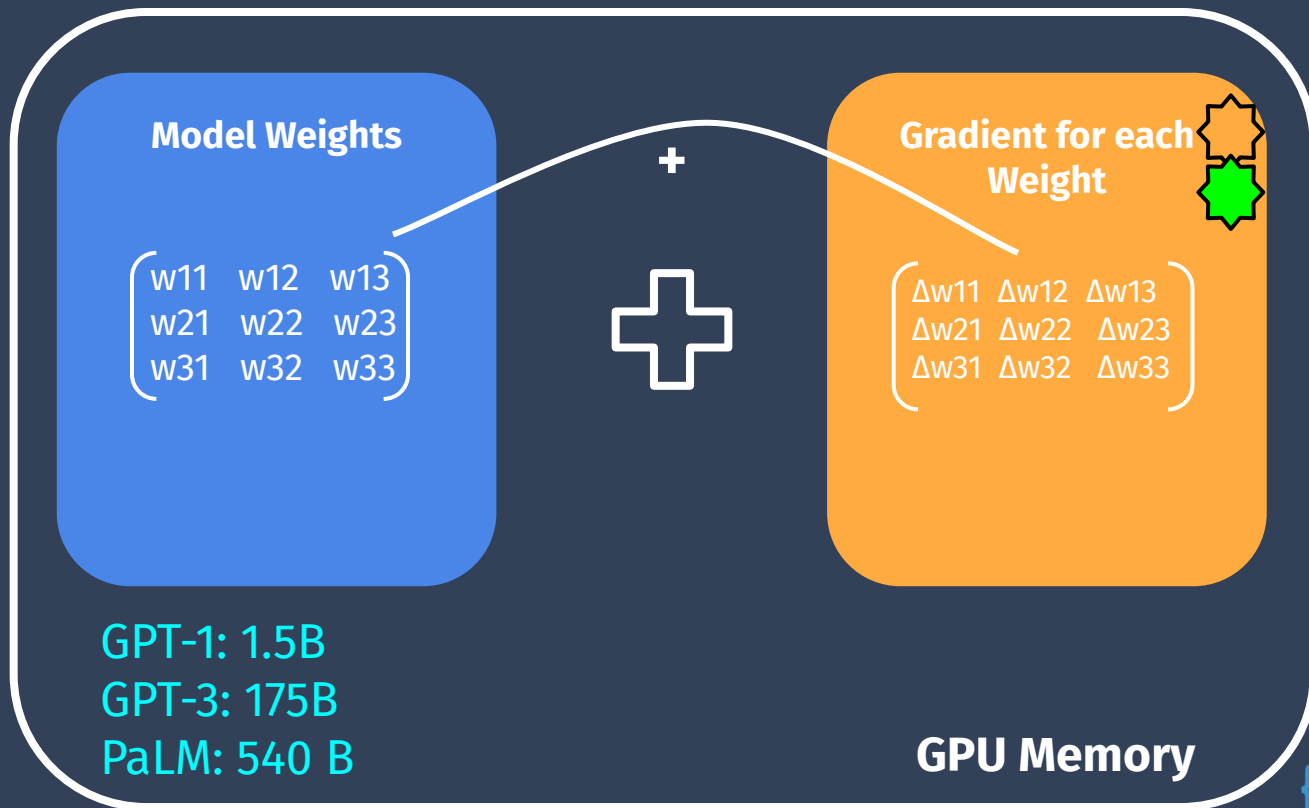 Model Weights
+
Gradient for each
Weight
w11 w12 w13
w21 w22 w23
w31 w32 w33
Δw11 Δw12 Δw13
Δw21 Δw22 Δw23
Δw31 Δw32 Δw33
GPT-1: 1.5B
GPT-3: 175B
PaLM: 540 B
GPU Memory